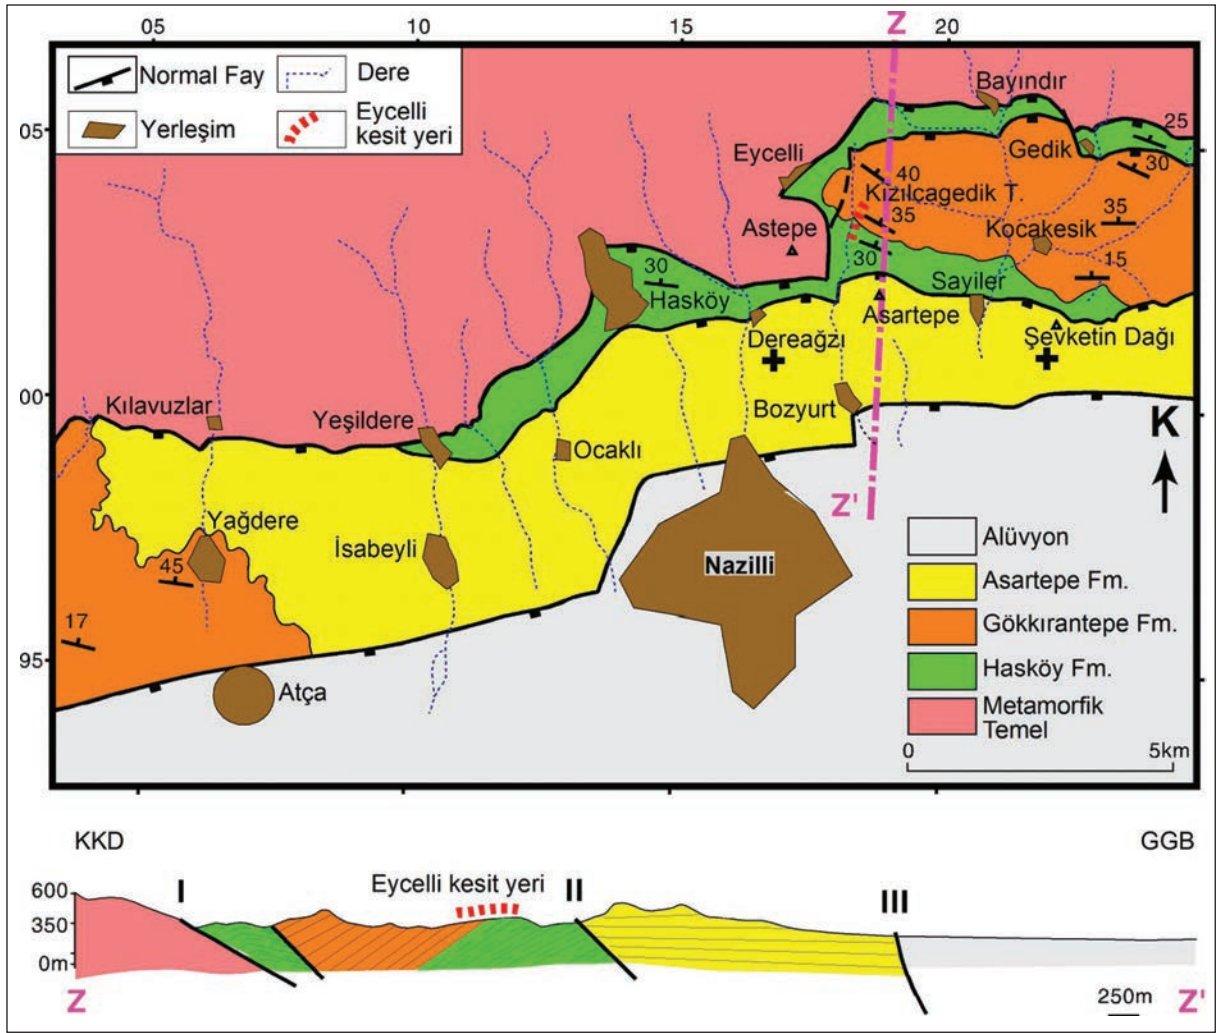 05
10
15
Z
20
Normal Fay
Dere
Yerleşim
Eycelli
kesit yeri
05
Bayındır
25
Eycelli
Gedik
30
40
Kızılcagedik T.
35
35
Astepe
Kocakesik
30
30
15
Hasköy
Sayiler
Asartepe
Dereağzı
Şevketin Dağı
00
Kılavuzlar
Bozyurt
Yeşildere
K
Ocaklı
Z'
Yağdere
İsabeyli
Nazilli
45
17
95
Atça
Alüvyon
Asartepe Fm.
Gökkırantepe Fm.
Hasköy Fm.
Metamorfik
Temel
0
5km
KKD
GGB
600
I
Eycelli kesit yeri
II
III
350
0m
Z
250m
Z'